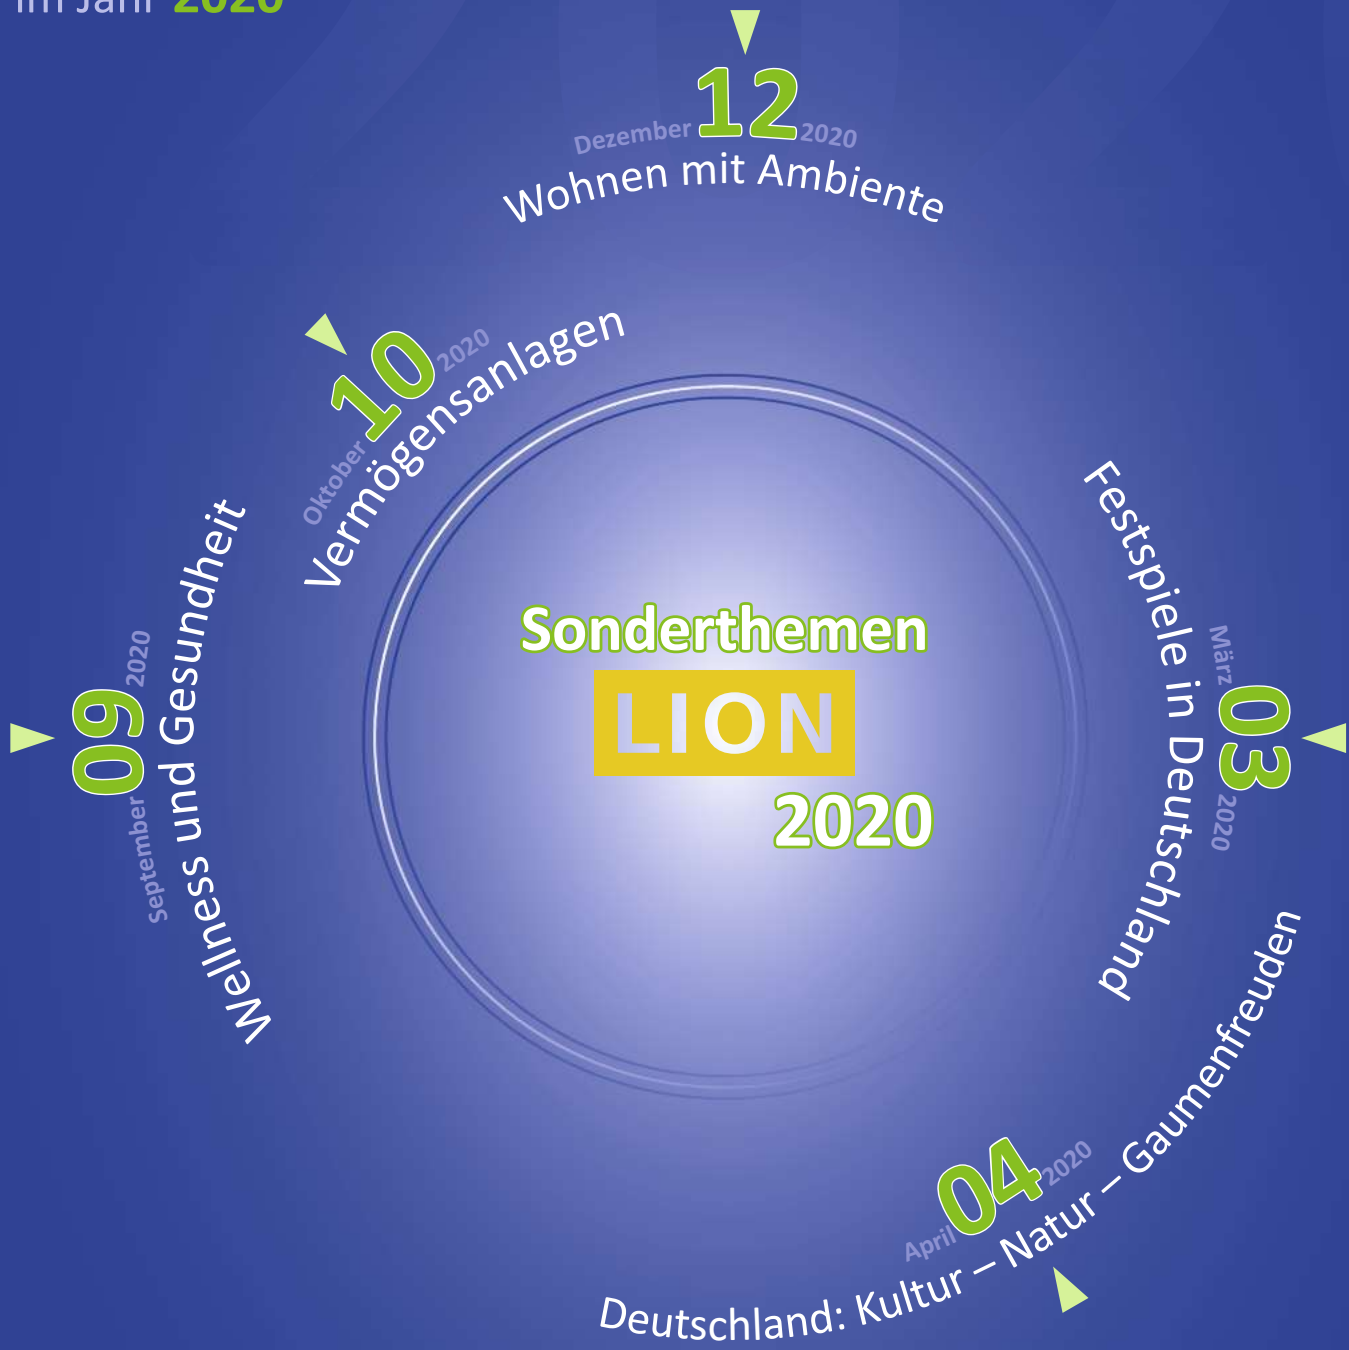 im Jahr 2020
Dezember 12 2020
Wohnen mit Ambiente
Oktober 10 2020
Vermögensanlagen
September 09 2020
Wellness und Gesundheit
Sonderthemen
LION
2020
März 03 2020
Festspiele in Deutschland
April 04 2020
Deutschland: Kultur – Natur – Gaumenfreuden